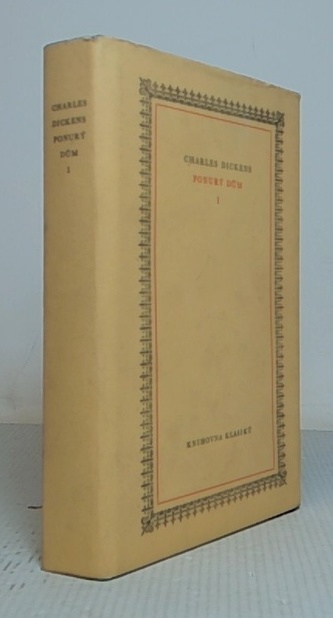 CHARLES
DICKENS
PONURÝ
DŮM
I
CHARLES DICKENS
PONURÝ DŮM
I
KNIHOVNA KLASIKŮ